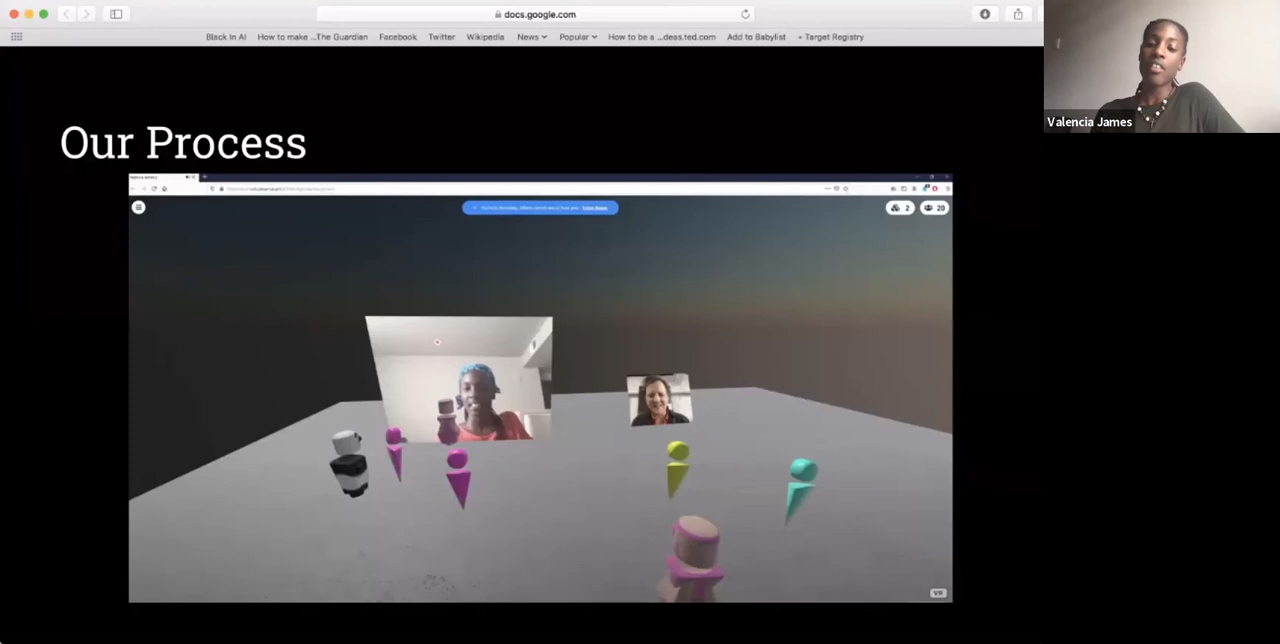 docs.google.com
Black In AI How to make ...The Guardian Facebook Twitter Wikipedia News Popular How to be a ...deas.ted.com Add to Babylist + Target Registry
Valencia James
Our Process
2 20
VR